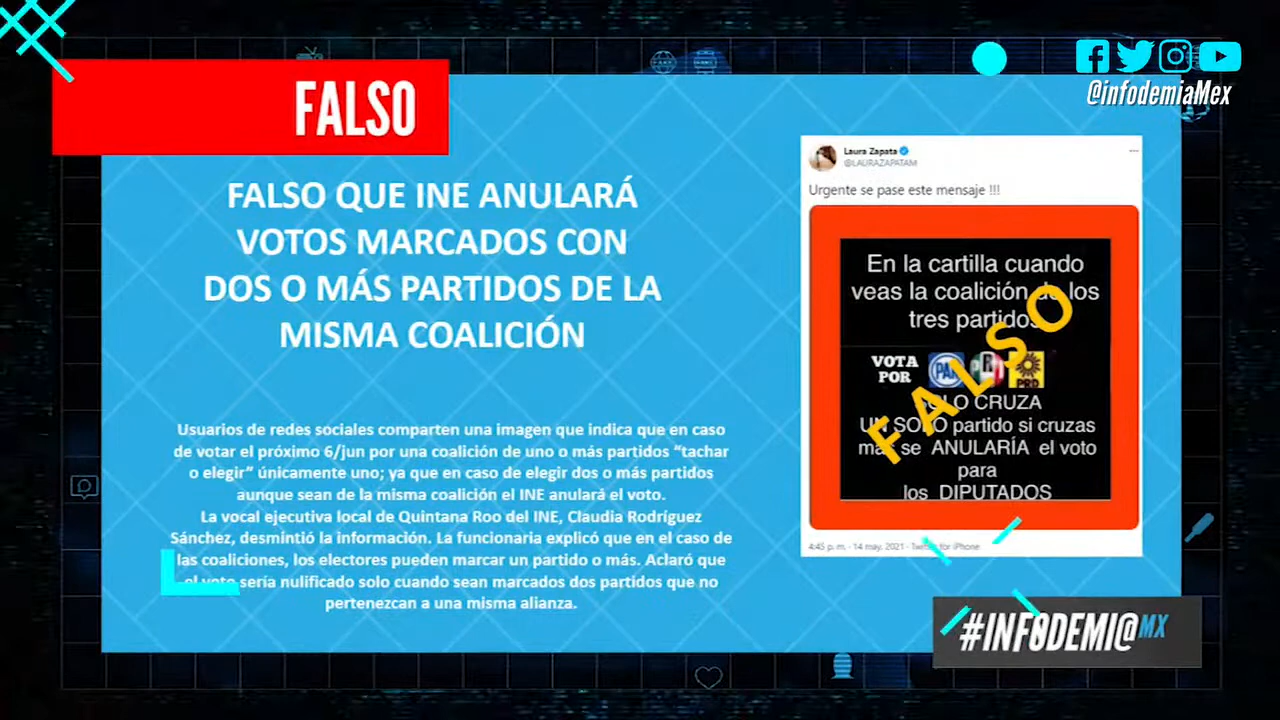 FALSO
@infodemiaMex
FALSO QUE INE ANULARÁ
VOTOS MARCADOS CON
DOS O MÁS PARTIDOS DE LA
MISMA COALICIÓN
Usuarios de redes sociales comparten una imagen que indica que en caso
de votar el próximo 6/jun por una coalición de uno o más partidos “tachar
o elegir” únicamente uno; ya que en caso de elegir dos o más partidos
aunque sean de la misma coalición el INE anulará el voto.
La vocal ejecutiva local de Quintana Roo del INE, Claudia Rodríguez
Sánchez, desmintió la información. La funcionaria explicó que en el caso de
las coaliciones, los electores pueden marcar un partido o más. Aclaró que
el voto sería nulificado solo cuando sean marcados dos partidos que no
pertenezcan a una misma alianza.
Laura Zapata
@LAURAZAPATAM
Urgente se pase este mensaje !!!
En la cartilla cuando
veas la coalición de los
tres partidos
VOTA
POR
PAN
PRI
PRD
SOLO CRUZA
UN SOLO partido si cruzas
más se ANULARÍA el voto
para
los DIPUTADOS
FALSO
4:45 p. m. · 14 may. 2021 · Twitter for iPhone
#INFODEMI@MX